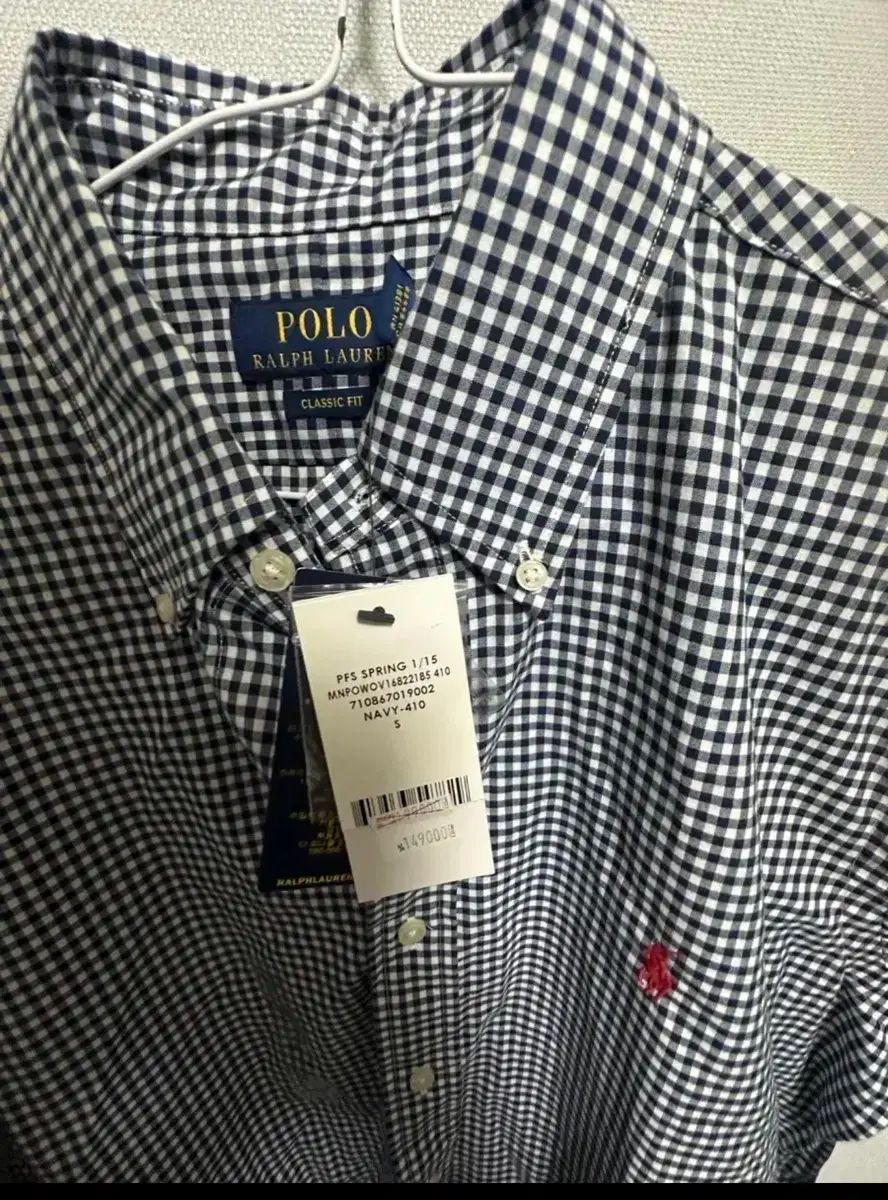 POLO
RALPH LAUREN
CLASSIC FIT
PFS SPRING 1/15
MNPOWOV16822185 410
710867019002
NAVY-410
S
149000
RALPHLAUREN